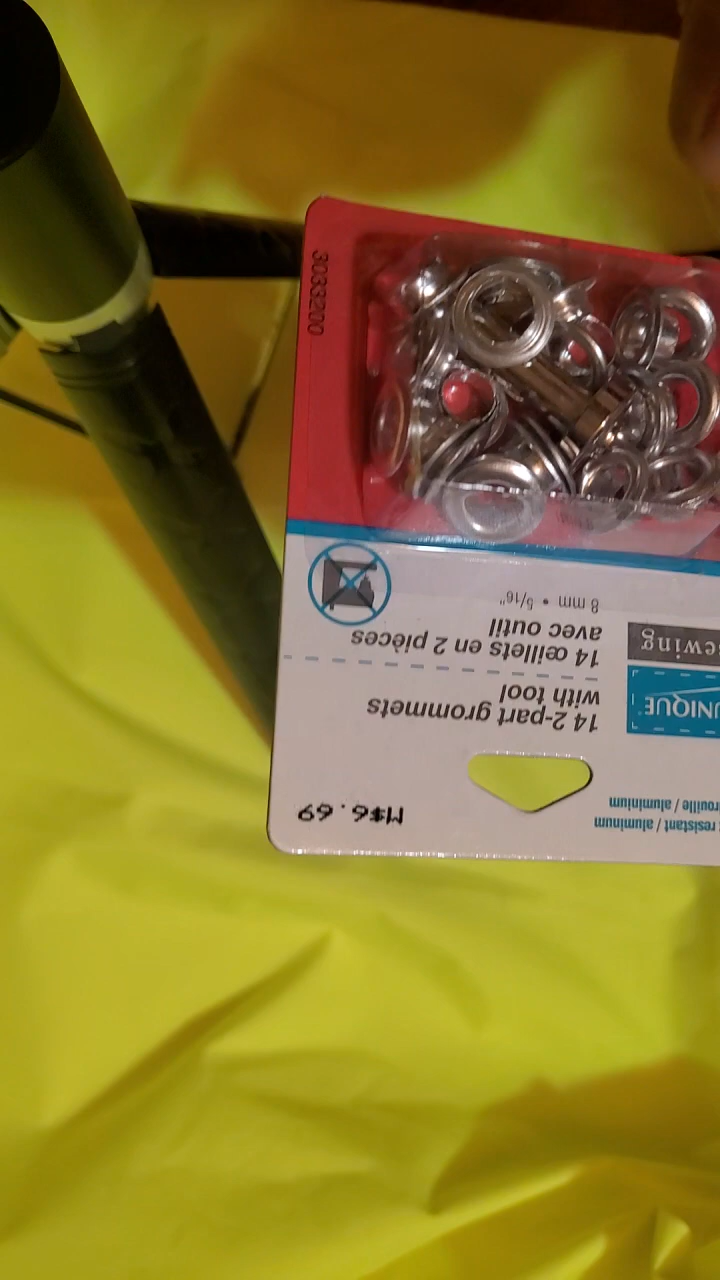 resistant / aluminum
rouille / aluminium
M$6.69
UNIQUE
ewing
14 2-part grommets
with tool
14 œillets en 2 pièces
avec outil
8 mm • 5/16"
3033200